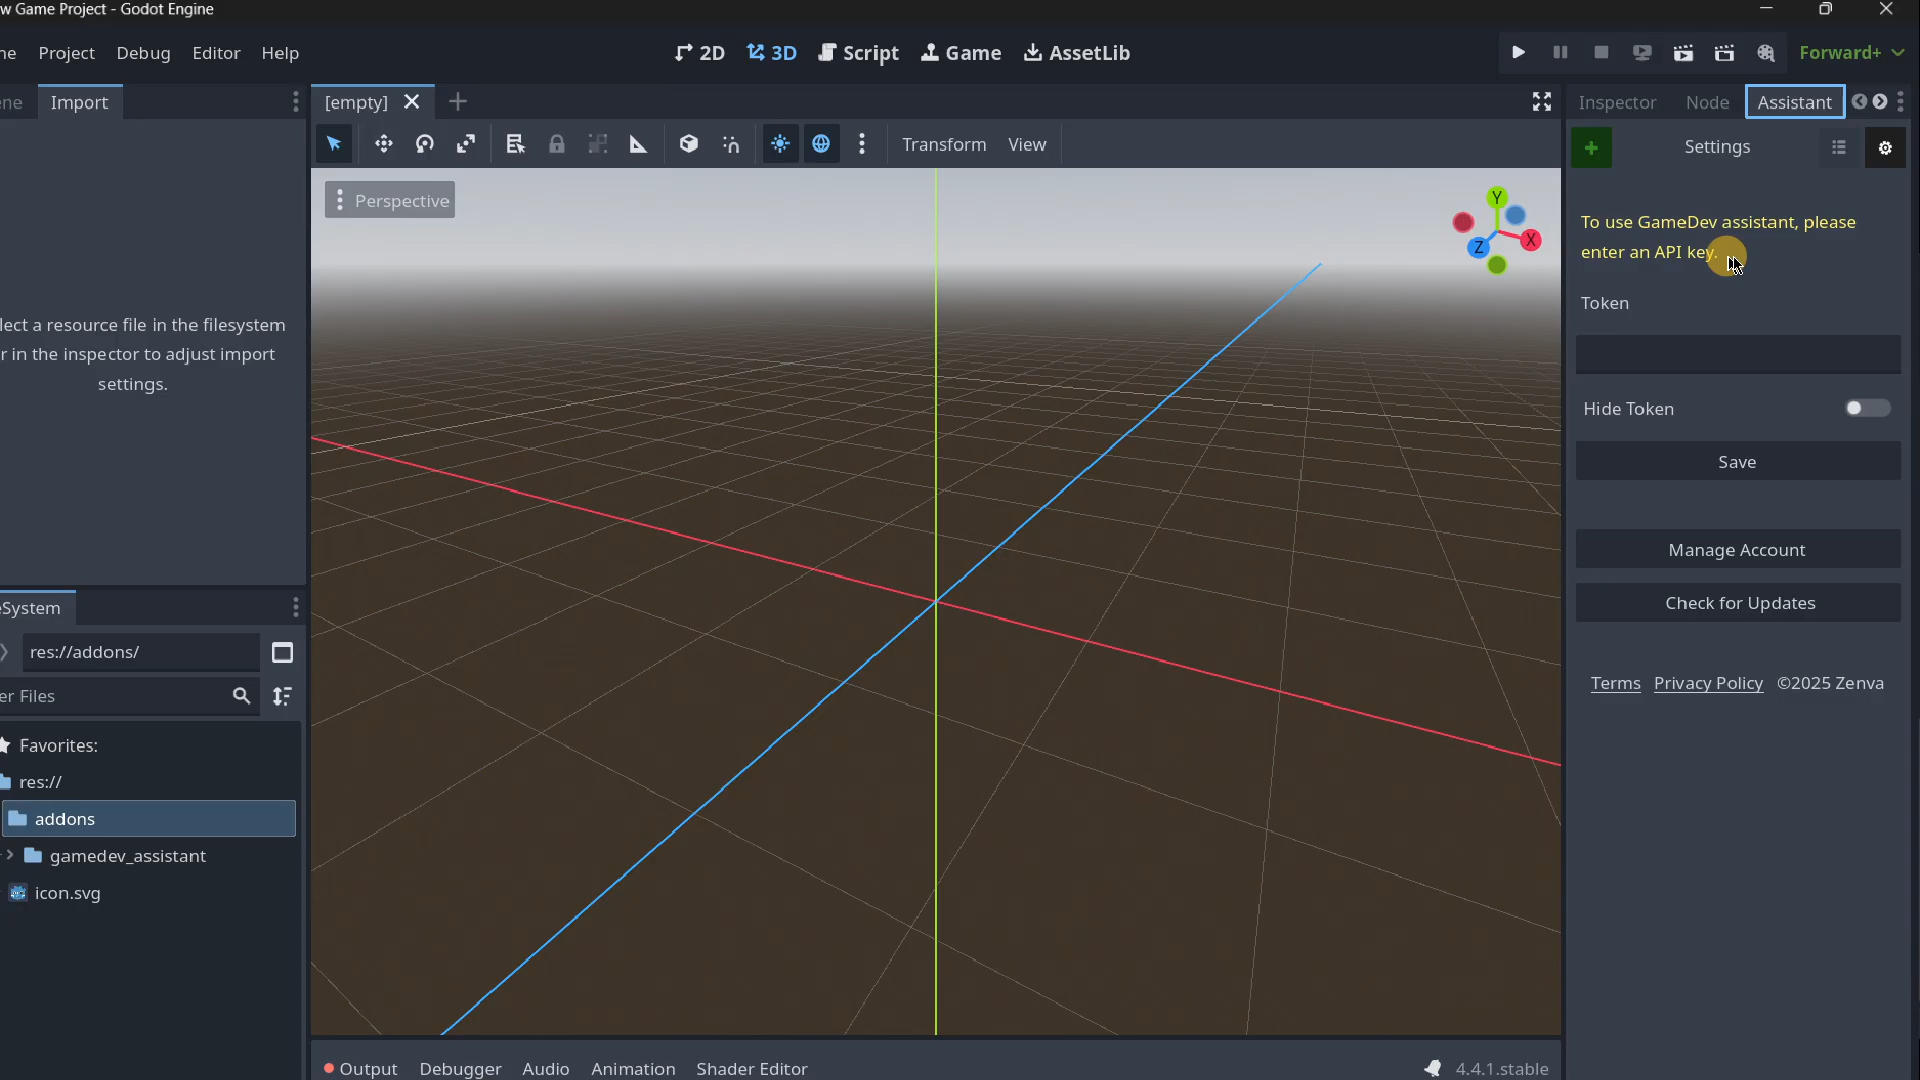 w Game Project - Godot Engine
ne Project Debug Editor Help
2D 3D Script Game AssetLib
Forward+
ene Import
[empty]
Inspector Node Assistant
Transform View
Settings
Perspective
Y
X
Z
To use GameDev assistant, please
enter an API key.
Token
Hide Token
Save
Manage Account
Check for Updates
Terms Privacy Policy ©2025 Zenva
lect a resource file in the filesystem
r in the inspector to adjust import
settings.
eSystem
res://addons/
er Files
Favorites:
res://
addons
gamedev_assistant
icon.svg
Output Debugger Audio Animation Shader Editor
4.4.1.stable